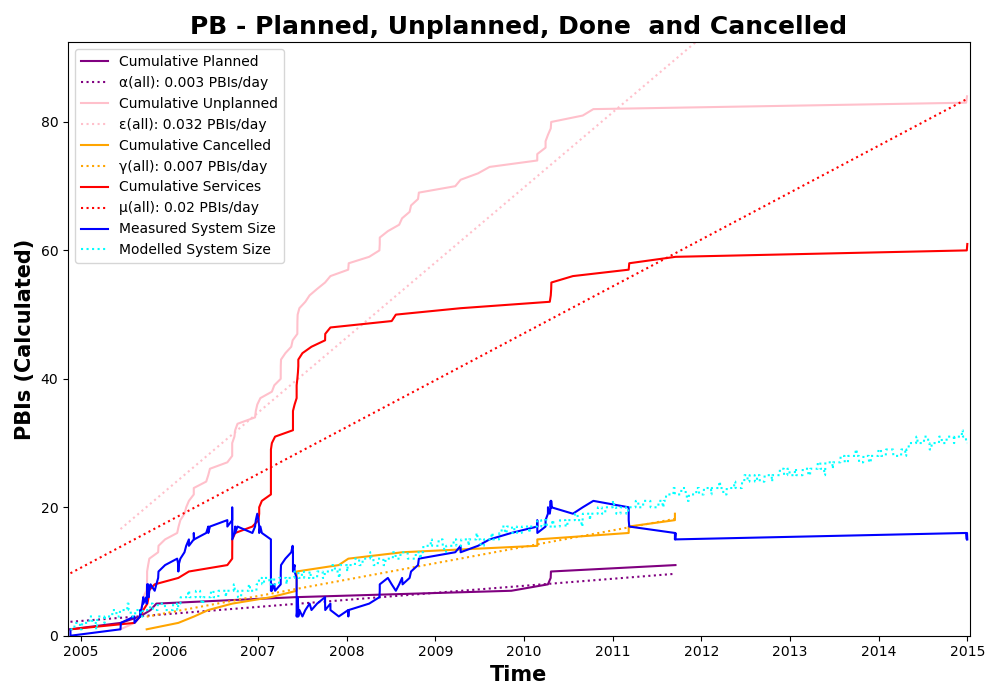 PB - Planned, Unplanned, Done  and Cancelled
Cumulative Planned
α(all): 0.003 PBIs/day
Cumulative Unplanned
ε(all): 0.032 PBIs/day
Cumulative Cancelled
γ(all): 0.007 PBIs/day
Cumulative Services
μ(all): 0.02 PBIs/day
Measured System Size
Modelled System Size
PBIs (Calculated)
80
60
40
20
0
2005 2006 2007 2008 2009 2010 2011 2012 2013 2014 2015
Time